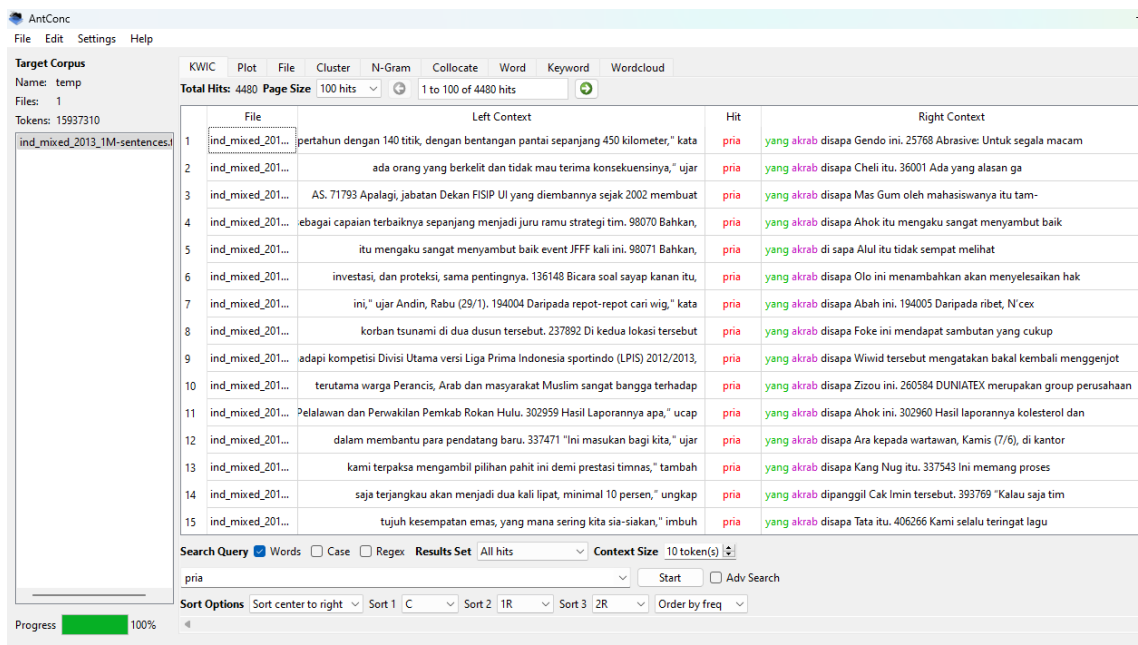 AntConc
File Edit Settings Help
Target Corpus
Name: temp
Files: 1
Tokens: 15937310
ind_mixed_2013_1M-sentences.t
Progress 100%
KWIC Plot File Cluster N-Gram Collocate Word Keyword Wordcloud
Total Hits: 4480 Page Size 100 hits 1 to 100 of 4480 hits
File Left Context Hit Right Context
1 ind_mixed_201... pertahun dengan 140 titik, dengan bentangan pantai sepanjang 450 kilometer," kata pria yang akrab disapa Gendo ini. 25768 Abrasive: Untuk segala macam
2 ind_mixed_201... ada orang yang berkelit dan tidak mau terima konsekuensinya," ujar pria yang akrab disapa Cheli itu. 36001 Ada yang alasan ga
3 ind_mixed_201... AS. 71793 Apalagi, jabatan Dekan FISIP UI yang diembannya sejak 2002 membuat pria yang akrab disapa Mas Gum oleh mahasiswanya itu tam-
4 ind_mixed_201... ebagai capaian terbaiknya sepanjang menjadi juru ramu strategi tim. 98070 Bahkan, pria yang akrab disapa Ahok itu mengaku sangat menyambut baik
5 ind_mixed_201... itu mengaku sangat menyambut baik event JFFF kali ini. 98071 Bahkan, pria yang akrab di sapa Alul itu tidak sempat melihat
6 ind_mixed_201... investasi, dan proteksi, sama pentingnya. 136148 Bicara soal sayap kanan itu, pria yang akrab disapa Olo ini menambahkan akan menyelesaikan hak
7 ind_mixed_201... ini," ujar Andin, Rabu (29/1). 194004 Daripada repot-repot cari wig," kata pria yang akrab disapa Abah ini. 194005 Daripada ribet, N'cex
8 ind_mixed_201... korban tsunami di dua dusun tersebut. 237892 Di kedua lokasi tersebut pria yang akrab disapa Foke ini mendapat sambutan yang cukup
9 ind_mixed_201... adapi kompetisi Divisi Utama versi Liga Prima Indonesia sportindo (LPIS) 2012/2013, pria yang akrab disapa Wiwid tersebut mengatakan bakal kembali menggenjot
10 ind_mixed_201... terutama warga Perancis, Arab dan masyarakat Muslim sangat bangga terhadap pria yang akrab disapa Zizou ini. 260584 DUNIATEX merupakan group perusahaan
11 ind_mixed_201... Pelalawan dan Perwakilan Pemkab Rokan Hulu. 302959 Hasil Laporannya apa," ucap pria yang akrab disapa Ahok ini. 302960 Hasil laporannya kolesterol dan
12 ind_mixed_201... dalam membantu para pendatang baru. 337471 "Ini masukan bagi kita," ujar pria yang akrab disapa Ara kepada wartawan, Kamis (7/6), di kantor
13 ind_mixed_201... kami terpaksa mengambil pilihan pahit ini demi prestasi timnas," tambah pria yang akrab disapa Kang Nug itu. 337543 Ini memang proses
14 ind_mixed_201... saja terjangkau akan menjadi dua kali lipat, minimal 10 persen," ungkap pria yang akrab dipanggil Cak Imin tersebut. 393769 "Kalau saja tim
15 ind_mixed_201... tujuh kesempatan emas, yang mana sering kita sia-siakan," imbuh pria yang akrab disapa Tata itu. 406266 Kami selalu teringat lagu
Search Query Words Case Regex Results Set All hits Context Size 10 token(s)
pria Start Adv Search
Sort Options Sort center to right Sort 1 C Sort 2 1R Sort 3 2R Order by freq